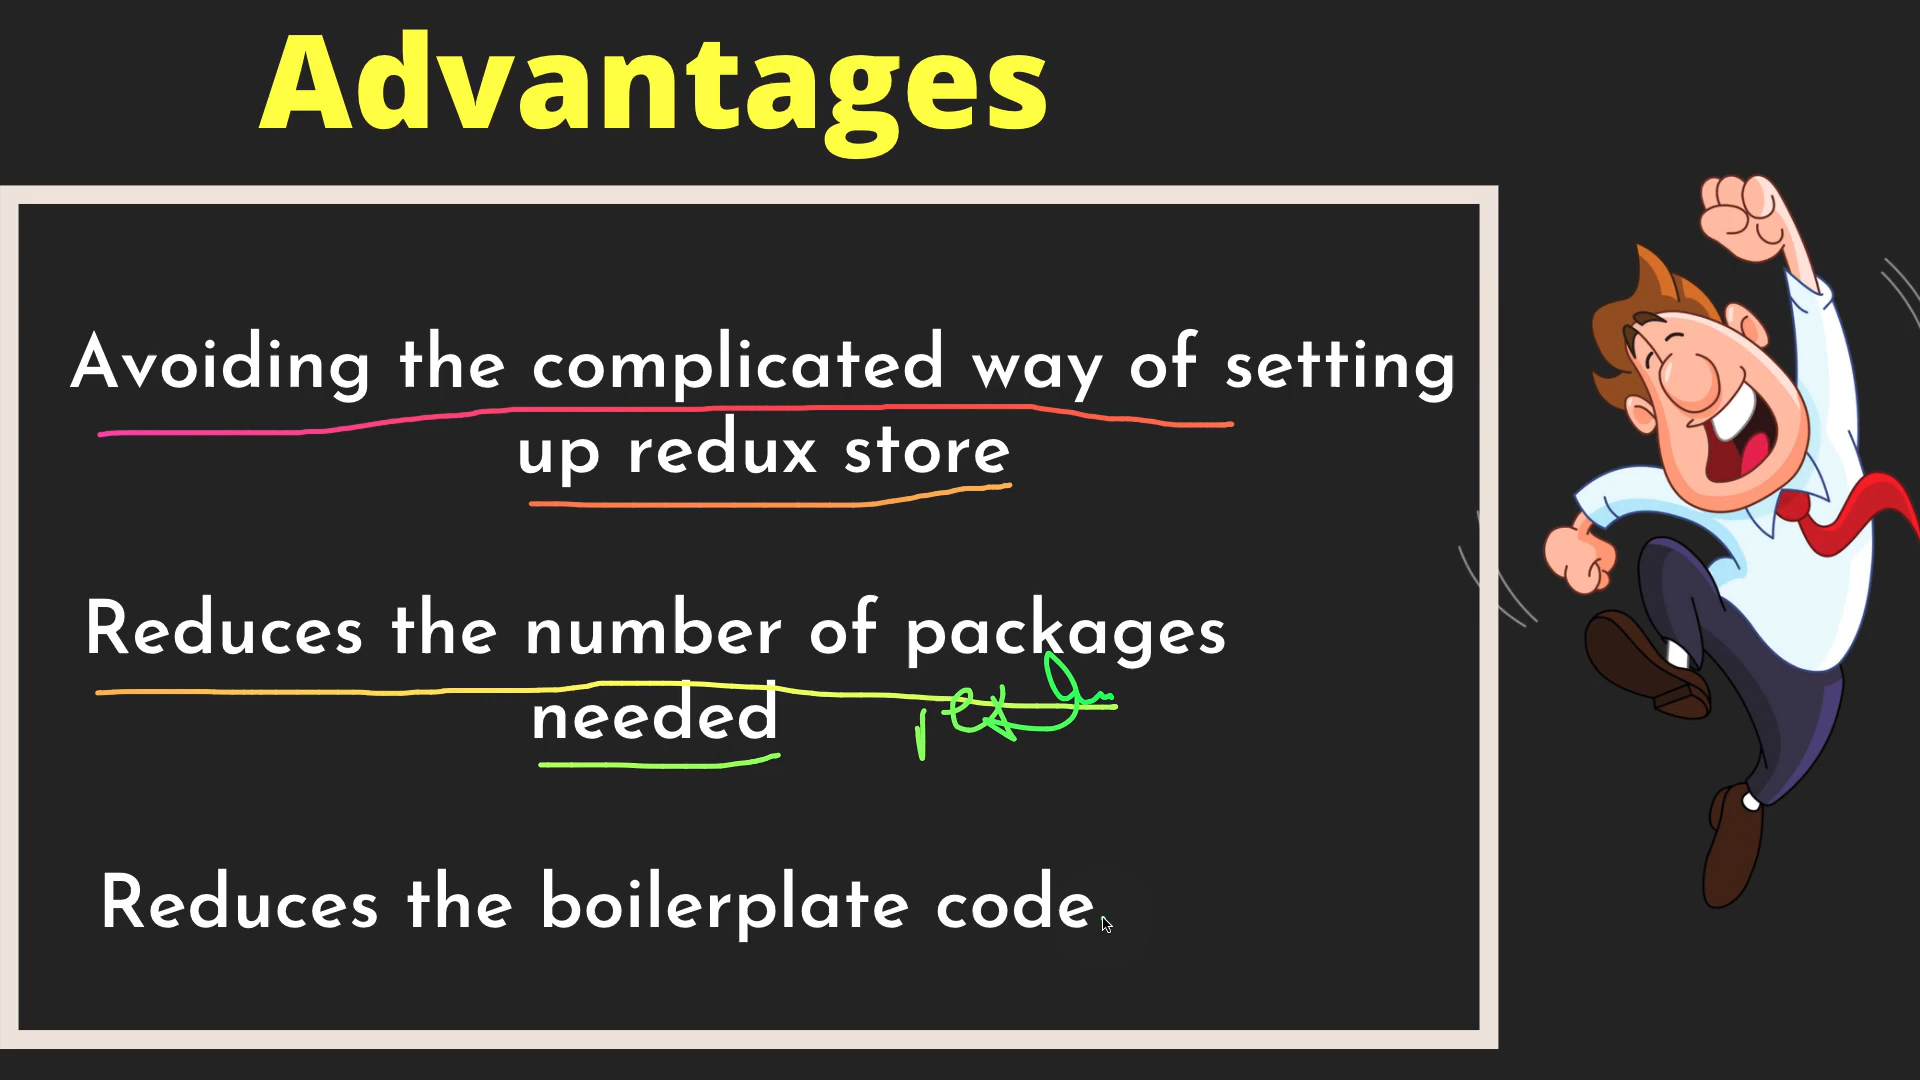 Advantages
Avoiding the complicated way of setting
up redux store
Reduces the number of packages
needed
Reduces the boilerplate code